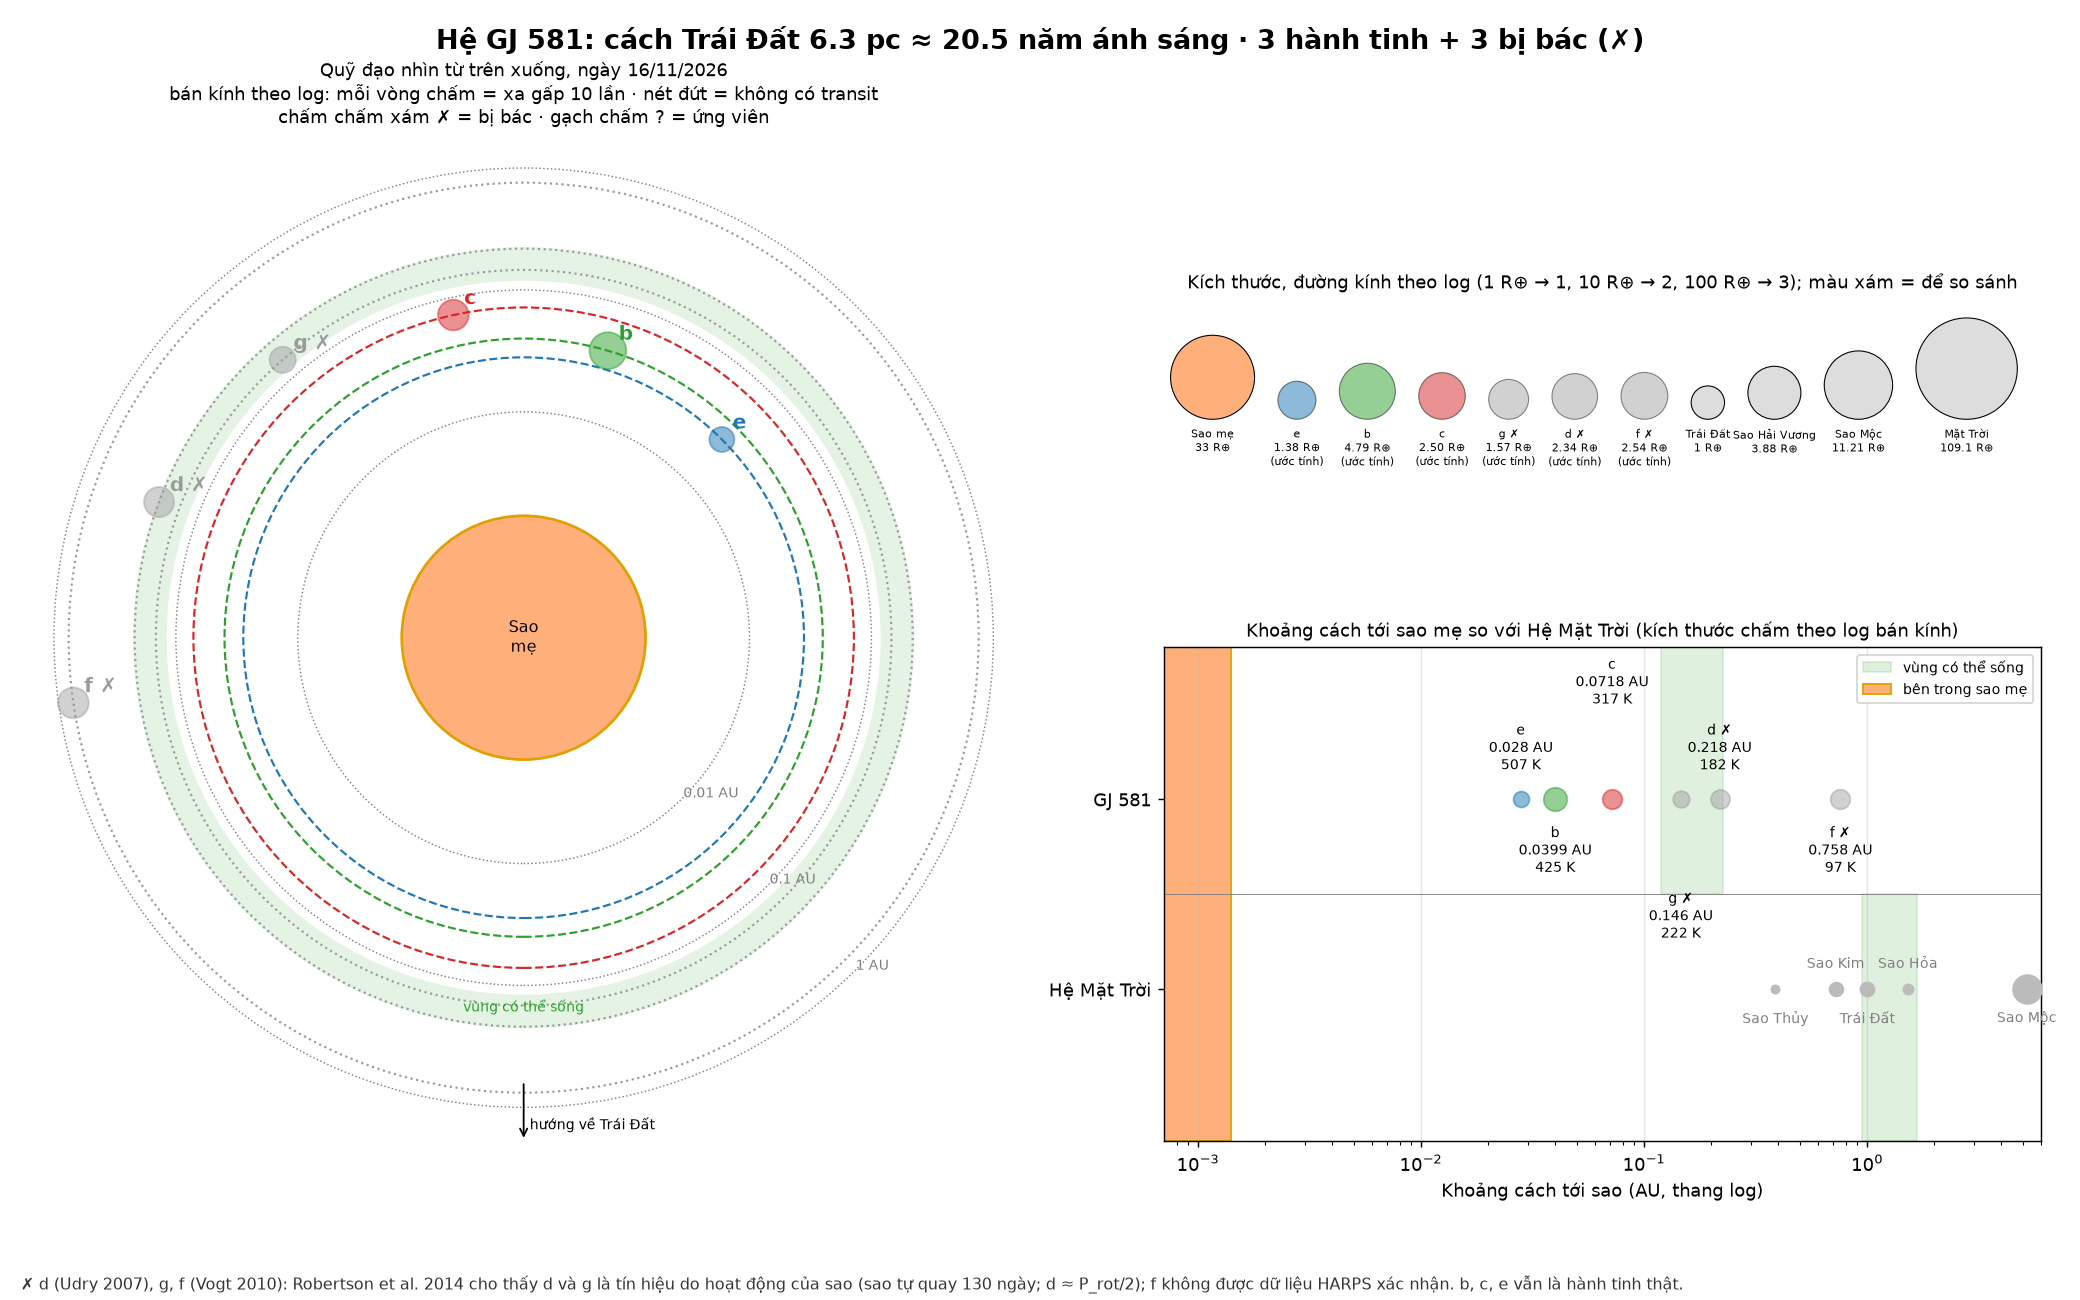 Hệ GJ 581: cách Trái Đất 6.3 pc ≈ 20.5 năm ánh sáng · 3 hành tinh + 3 bị bác (✗)
Quỹ đạo nhìn từ trên xuống, ngày 16/11/2026
bán kính theo log: mỗi vòng chấm = xa gấp 10 lần · nét đứt = không có transit
chấm chấm xám ✗ = bị bác · gạch chấm ? = ứng viên
c
b
g ✗
e
d ✗
Sao
mẹ
f ✗
0.01 AU
0.1 AU
1 AU
Vùng có thể sống
hướng về Trái Đất
Kích thước, đường kính theo log (1 R⊕ → 1, 10 R⊕ → 2, 100 R⊕ → 3); màu xám = để so sánh
Sao mẹ
33 R⊕
e
1.38 R⊕
(ước tính)
b
4.79 R⊕
(ước tính)
c
2.50 R⊕
(ước tính)
g ✗
1.57 R⊕
(ước tính)
d ✗
2.34 R⊕
(ước tính)
f ✗
2.54 R⊕
(ước tính)
Trái Đất
1 R⊕
Sao Hải Vương
3.88 R⊕
Sao Mộc
11.21 R⊕
Mặt Trời
109.1 R⊕
Khoảng cách tới sao mẹ so với Hệ Mặt Trời (kích thước chấm theo log bán kính)
vùng có thể sống
bên trong sao mẹ
c
0.0718 AU
317 K
e
0.028 AU
507 K
d ✗
0.218 AU
182 K
GJ 581
b
0.0399 AU
425 K
f ✗
0.758 AU
97 K
g ✗
0.146 AU
222 K
Sao Kim
Sao Hỏa
Hệ Mặt Trời
Sao Thủy
Trái Đất
Sao Mộc
10⁻³
10⁻²
10⁻¹
10⁰
Khoảng cách tới sao (AU, thang log)
✗ d (Udry 2007), g, f (Vogt 2010): Robertson et al. 2014 cho thấy d và g là tín hiệu do hoạt động của sao (sao tự quay 130 ngày; d ≈ P_rot/2); f không được dữ liệu HARPS xác nhận. b, c, e vẫn là hành tinh thật.